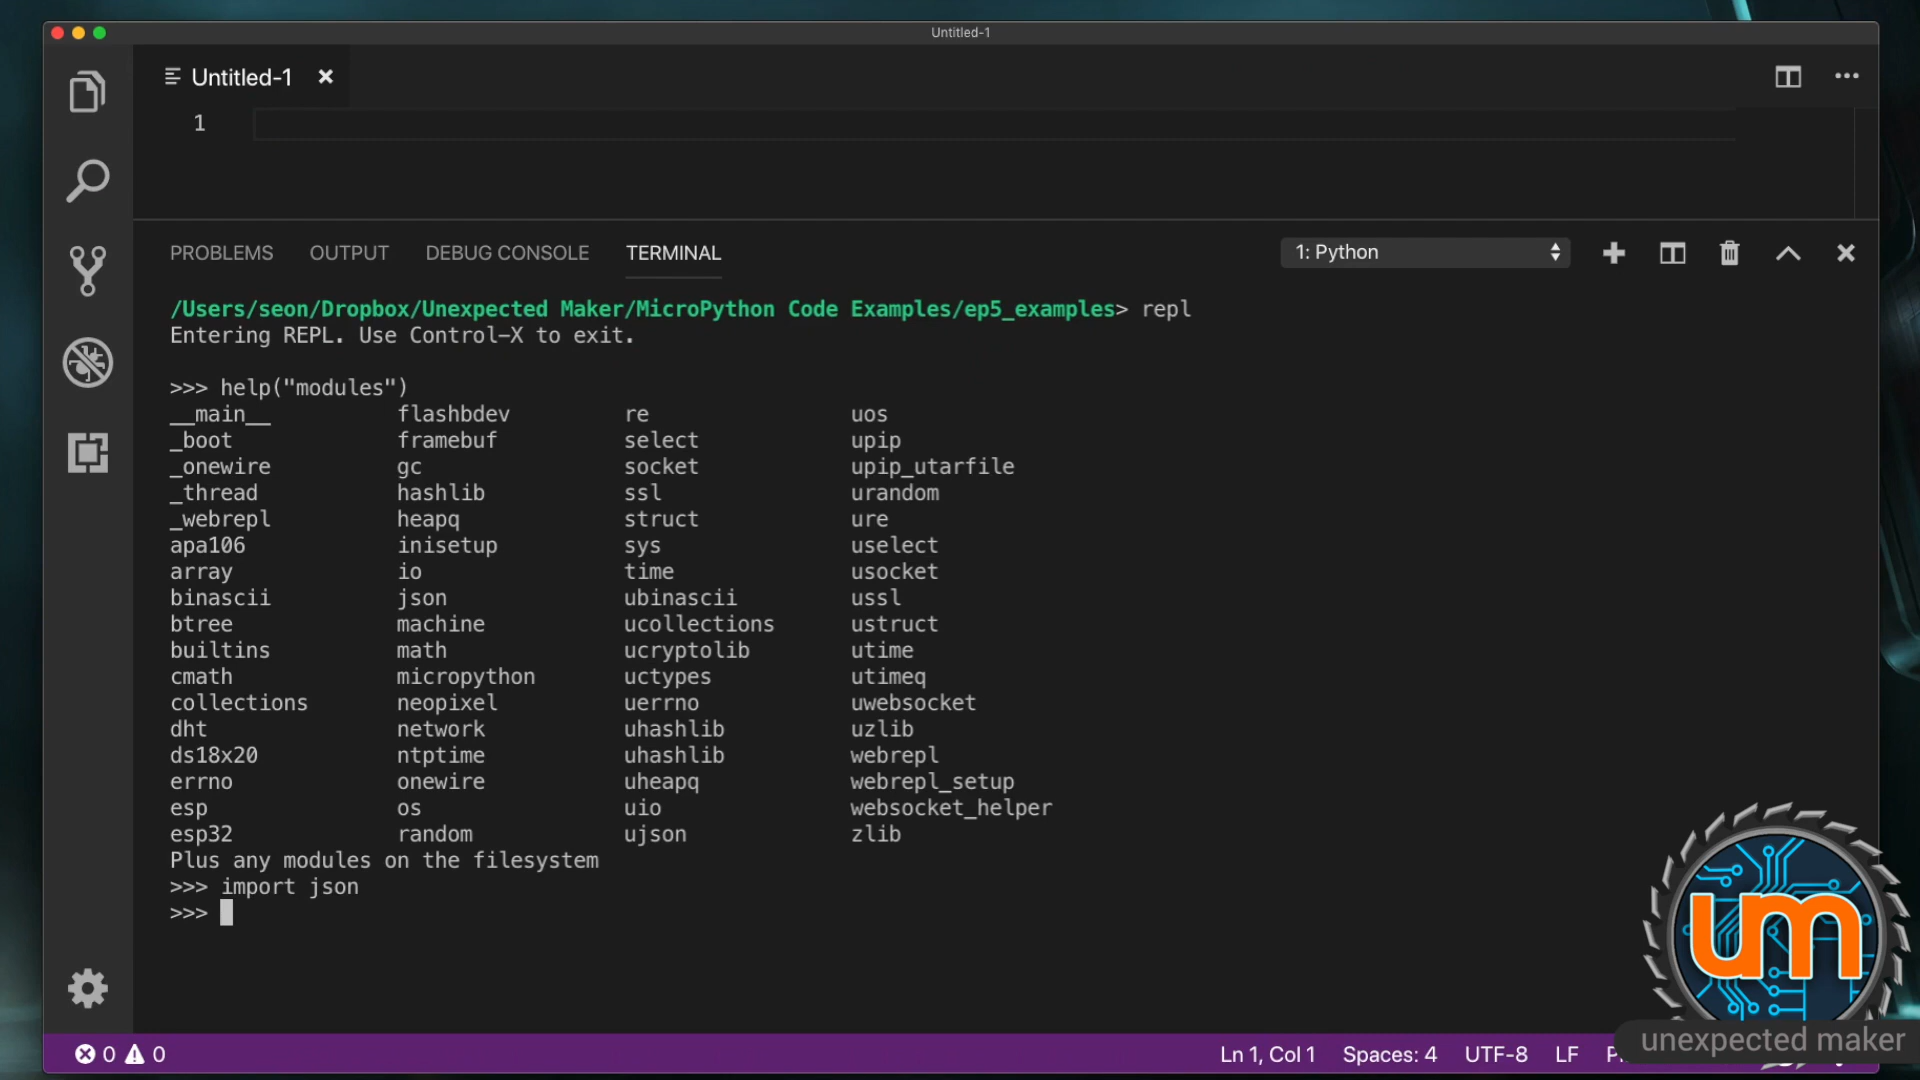 Untitled-1
Untitled-1
1
PROBLEMS OUTPUT DEBUG CONSOLE TERMINAL 1: Python
/Users/seon/Dropbox/Unexpected Maker/MicroPython Code Examples/ep5_examples> repl
Entering REPL. Use Control-X to exit.
>>> help("modules")
__main__ flashbdev re uos
_boot framebuf select upip
_onewire gc socket upip_utarfile
_thread hashlib ssl urandom
_webrepl heapq struct ure
apa106 inisetup sys uselect
array io time usocket
binascii json ubinascii ussl
btree machine ucollections ustruct
builtins math ucryptolib utime
cmath micropython uctypes utimeq
collections neopixel uerrno uwebsocket
dht network uhashlib uzlib
ds18x20 ntptime uhashlib webrepl
errno onewire uheapq webrepl_setup
esp os uio websocket_helper
esp32 random ujson zlib
Plus any modules on the filesystem
>>> import json
>>>
um
unexpected maker
0 0 Ln 1, Col 1 Spaces: 4 UTF-8 LF